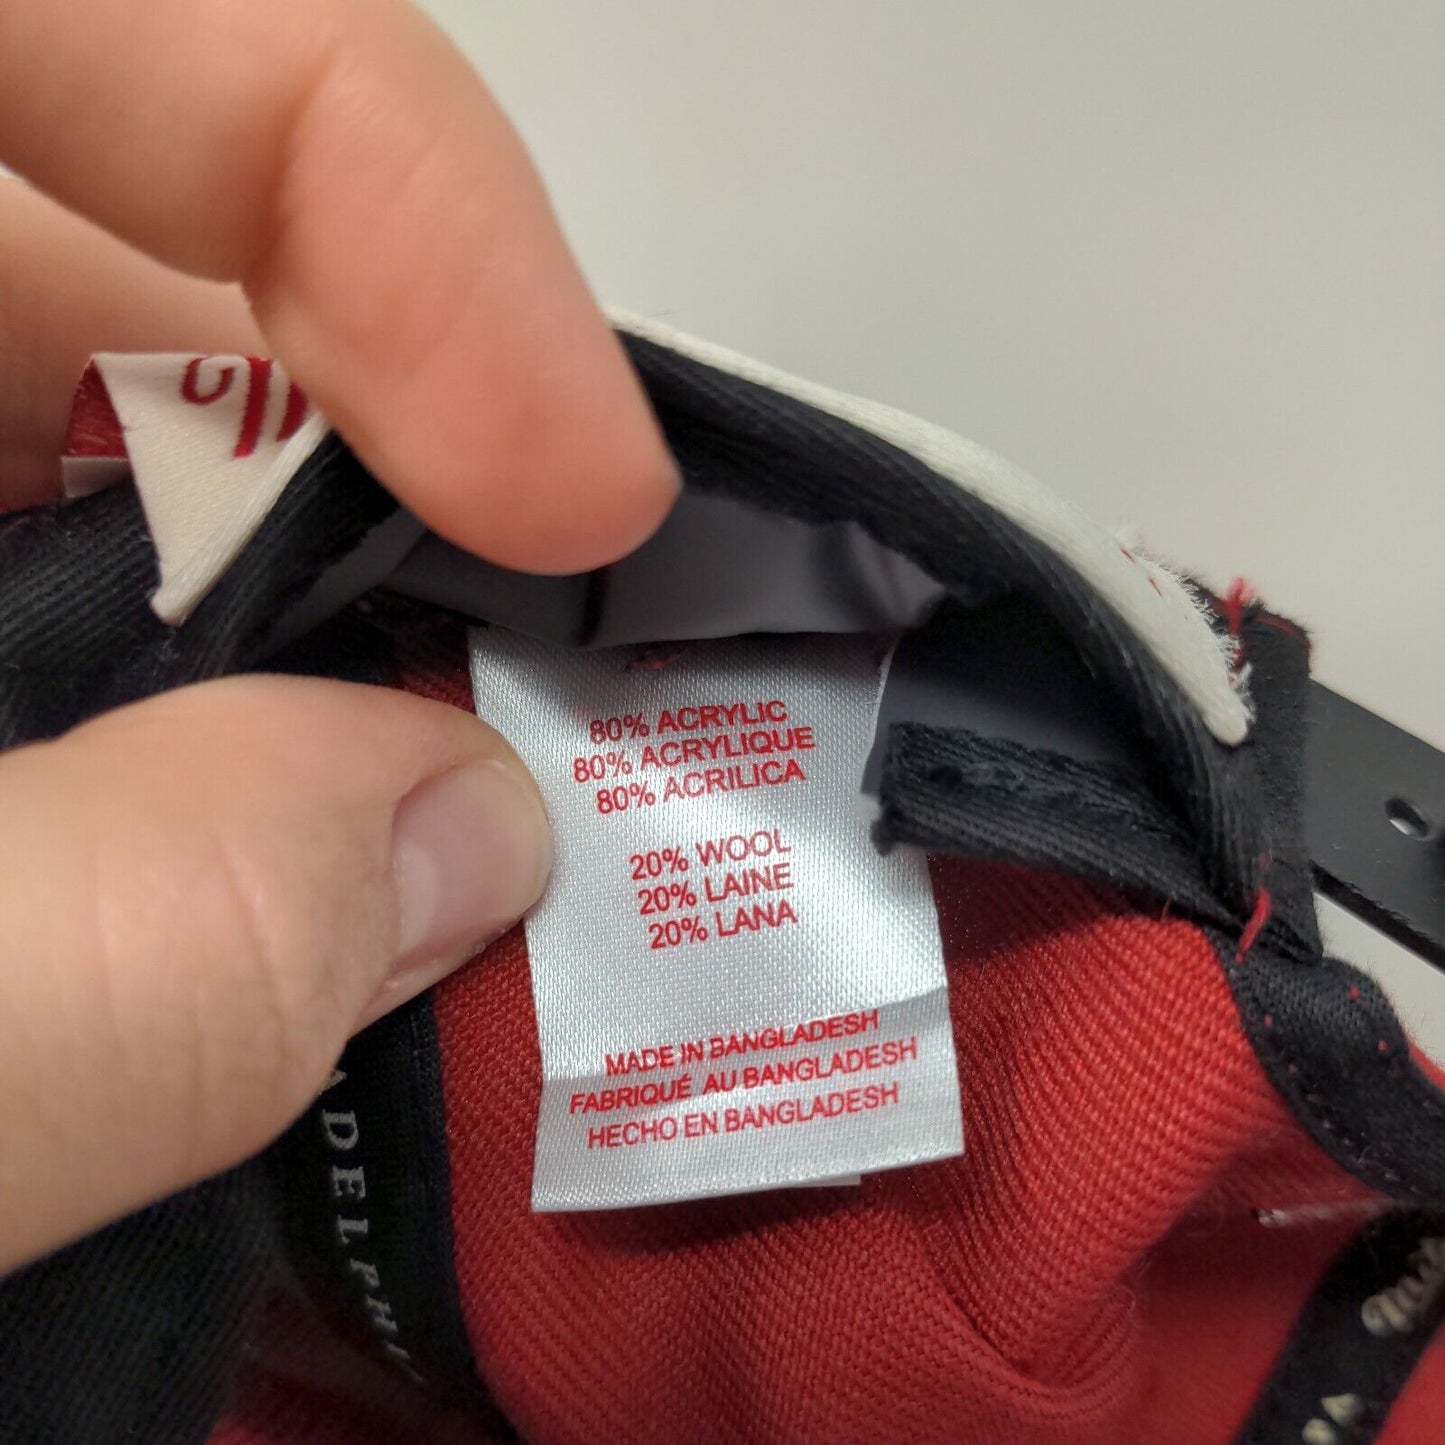 80% ACRYLIC
80% ACRYLIQUE
80% ACRILICA
20% WOOL
20% LAINE
20% LANA
MADE IN BANGLADESH
FABRIQUÉ AU BANGLADESH
HECHO EN BANGLADESH